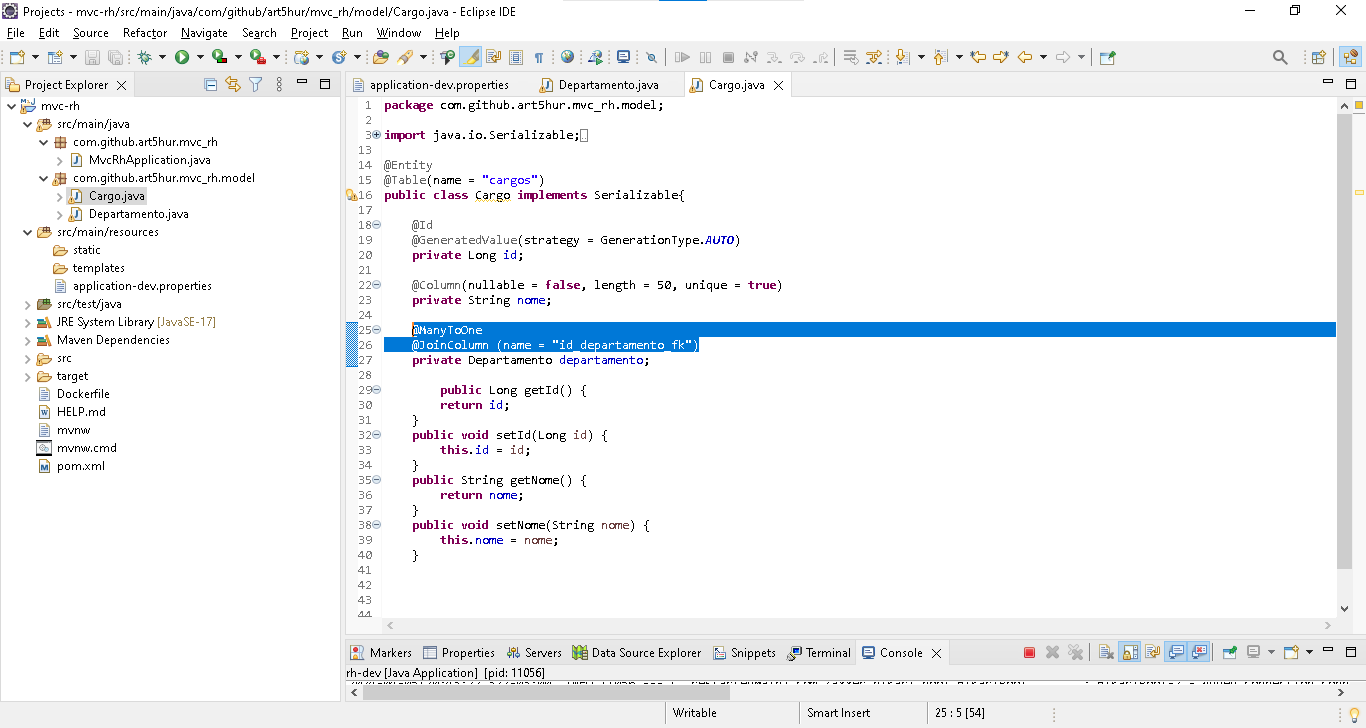 Projects - mvc-rh/src/main/java/com/github/art5hur/mvc_rh/model/Cargo.java - Eclipse IDE
File Edit Source Refactor Navigate Search Project Run Window Help
Project Explorer
mvc-rh
src/main/java
com.github.art5hur.mvc_rh
MvcRhApplication.java
com.github.art5hur.mvc_rh.model
Cargo.java
Departamento.java
src/main/resources
static
templates
application-dev.properties
src/test/java
JRE System Library [JavaSE-17]
Maven Dependencies
src
target
Dockerfile
HELP.md
mvnw
mvnw.cmd
pom.xml
application-dev.properties Departamento.java Cargo.java
1 package com.github.art5hur.mvc_rh.model;
2
3 import java.io.Serializable;
13
14 @Entity
15 @Table(name = "cargos")
16 public class Cargo implements Serializable{
17
18 @Id
19 @GeneratedValue(strategy = GenerationType.AUTO)
20 private Long id;
21
22 @Column(nullable = false, length = 50, unique = true)
23 private String nome;
24
25 @ManyToOne
26 @JoinColumn (name = "id_departamento_fk")
27 private Departamento departamento;
28
29 public Long getId() {
30 return id;
31 }
32 public void setId(Long id) {
33 this.id = id;
34 }
35 public String getNome() {
36 return nome;
37 }
38 public void setNome(String nome) {
39 this.nome = nome;
40 }
41
42
43
44
Markers Properties Servers Data Source Explorer Snippets Terminal Console
rh-dev [Java Application] [pid: 11056]
Writable Smart Insert 25 : 5 [54]